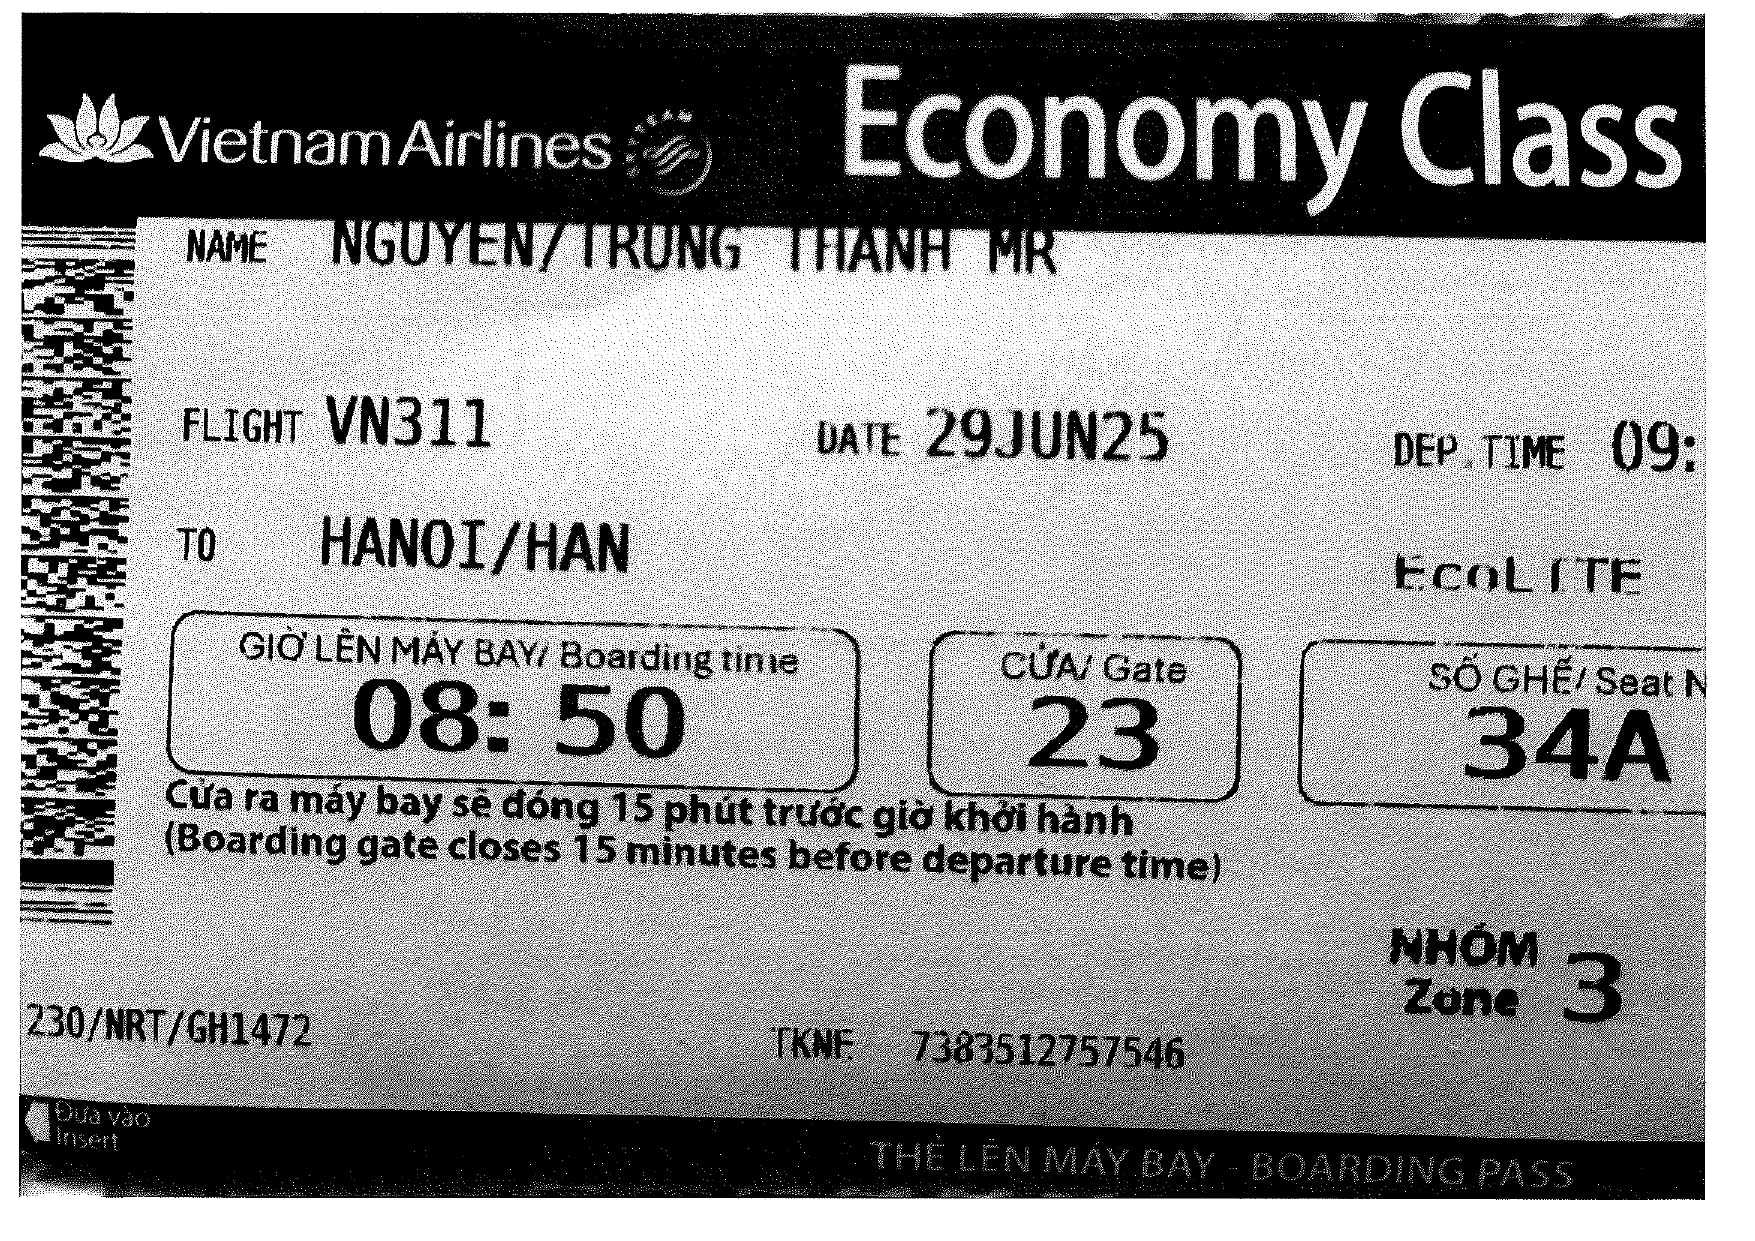 Vietnam Airlines Economy Class
NAME NGUYEN/TRUNG THANH MR
FLIGHT VN311 DATE 29JUN25 DEP.TIME 09:
TO HANOI/HAN
EcoLITE
GIỜ LÊN MÁY BAY/ Boarding time CỬA/ Gate SỐ GHẾ/ Seat N
08: 50 23 34A
Cửa ra máy bay sẽ đóng 15 phút trước giờ khởi hành
(Boarding gate closes 15 minutes before departure time)
NHÓM
Zone 3
230/NRT/GH1472 TKNE 7383512757546
Đưa vào
Insert
THẺ LÊN MÁY BAY - BOARDING PASS